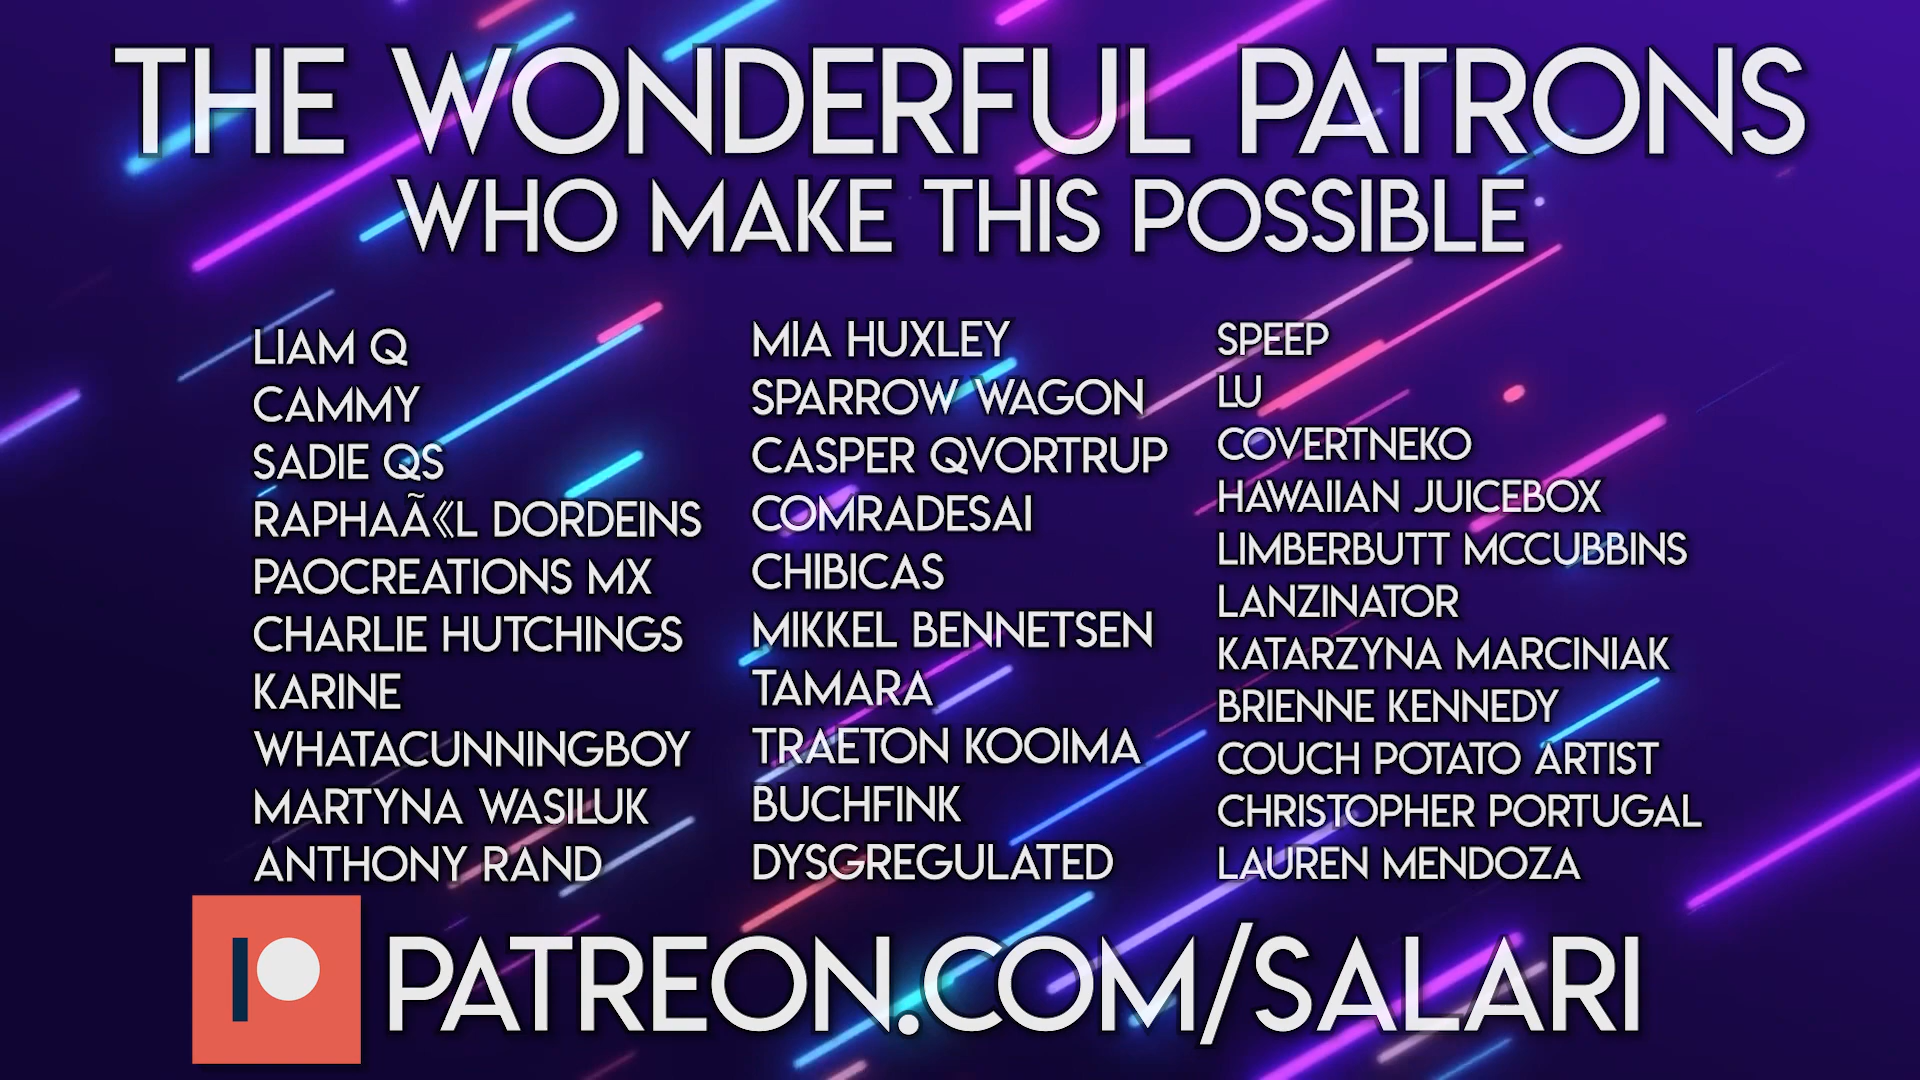 THE WONDERFUL PATRONS
WHO MAKE THIS POSSIBLE
LIAM Q
CAMMY
SADIE QS
RAPHAÃ«L DORDEINS
PAOCREATIONS MX
CHARLIE HUTCHINGS
KARINE
WHATACUNNINGBOY
MARTYNA WASILUK
ANTHONY RAND
MIA HUXLEY
SPARROW WAGON
CASPER QVORTRUP
COMRADESAI
CHIBICAS
MIKKEL BENNETSEN
TAMARA
TRAETON KOOIMA
BUCHFINK
DYSGREGULATED
SPEEP
LU
COVERTNEKO
HAWAIIAN JUICEBOX
LIMBERBUTT MCCUBBINS
LANZINATOR
KATARZYNA MARCINIAK
BRIENNE KENNEDY
COUCH POTATO ARTIST
CHRISTOPHER PORTUGAL
LAUREN MENDOZA
PATREON.COM/SALARI